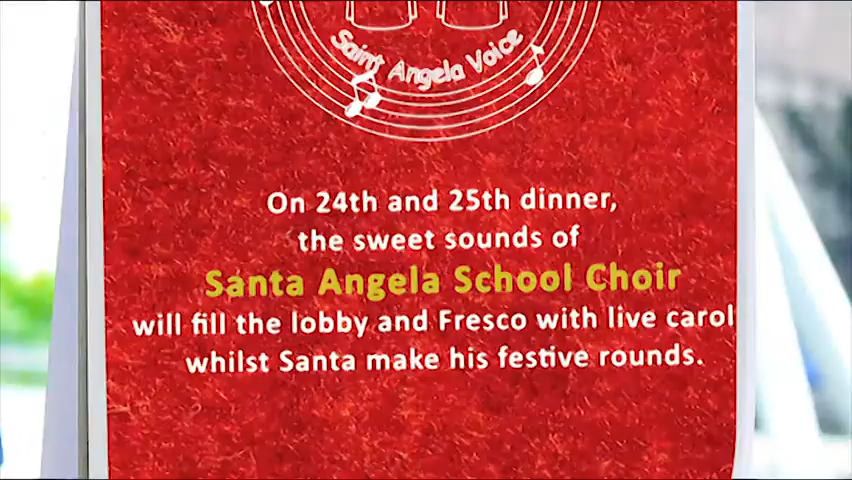 Saint Angela Voice
On 24th and 25th dinner,
the sweet sounds of
Santa Angela School Choir
will fill the lobby and Fresco with live carol
whilst Santa make his festive rounds.